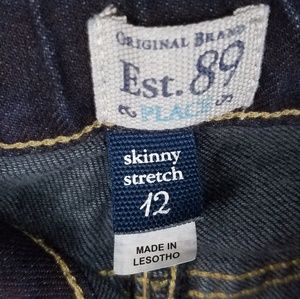 ORIGINAL BRAND
Est. 89
PLACE
skinny
stretch
12
MADE IN
LESOTHO